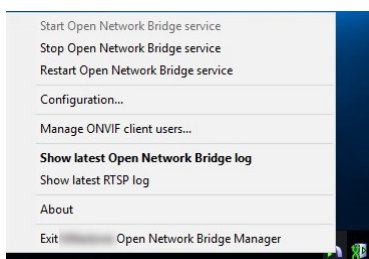 Start Open Network Bridge service
Stop Open Network Bridge service
Restart Open Network Bridge service
Configuration...
Manage ONVIF client users...
Show latest Open Network Bridge log
Show latest RTSP log
About
Exit Open Network Bridge Manager